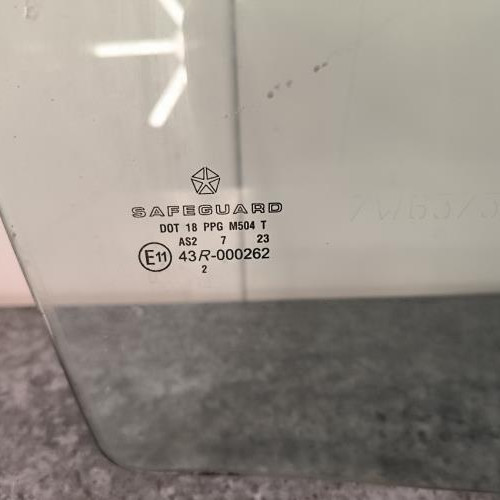 SAFEGUARD
DOT 18 PPG M504 T
AS2 7 23
E11 43R-000262
2